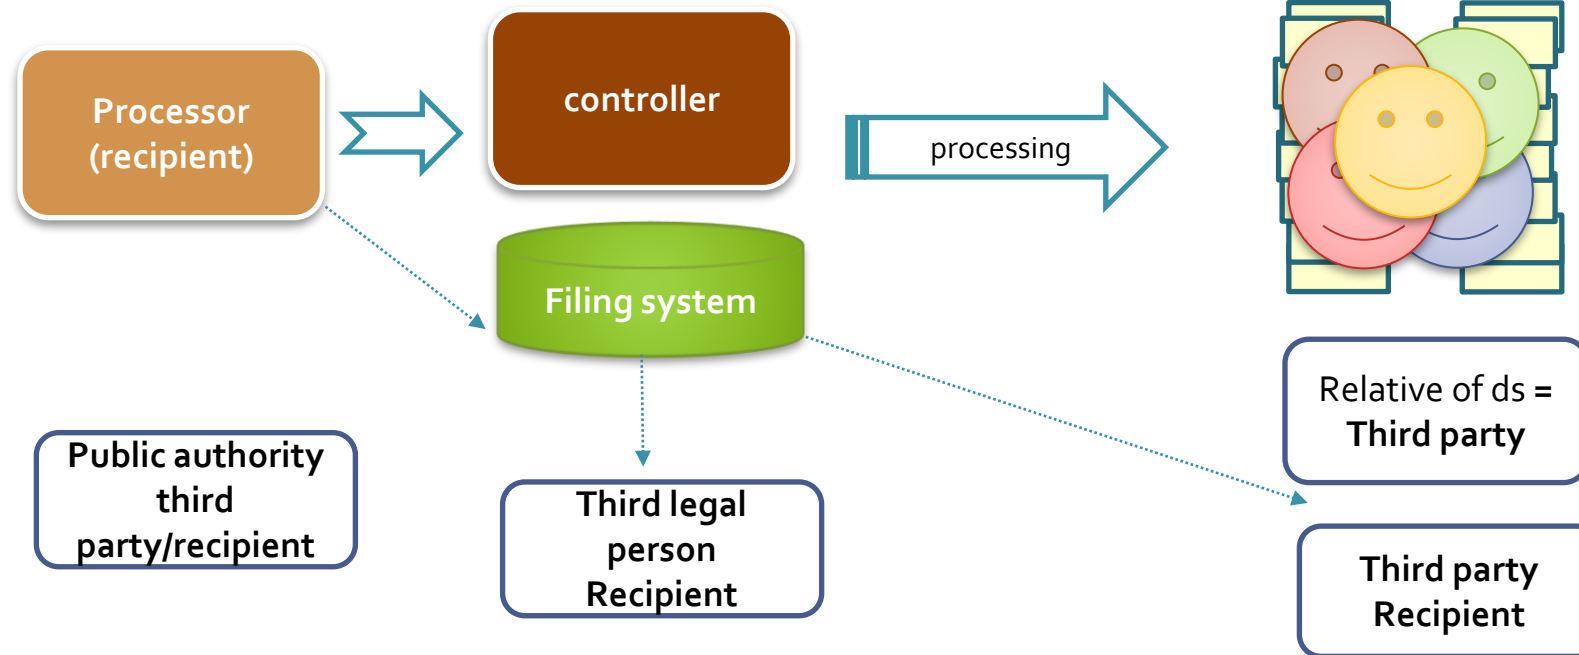 Processor
(recipient)
controller
processing
Filing system
Relative of ds =
Third party
Public authority
third
party/recipient
Third legal
person
Recipient
Third party
Recipient